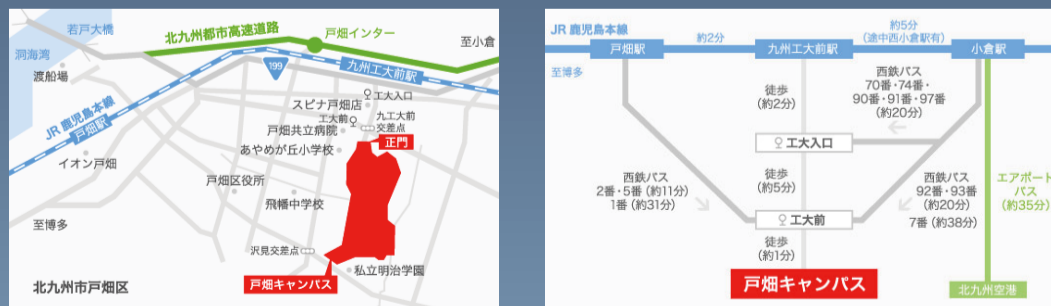 若戸大橋
北九州都市高速道路
戸畑インター
至小倉
洞海湾
渡船場
199
九州工大前駅
JR 鹿児島本線
戸畑駅
工大入口
スピナ戸畑店
工大前
九工大前
交差点
戸畑共立病院
正門
あやめが丘小学校
イオン戸畑
戸畑区役所
飛幡中学校
至博多
沢見交差点
私立明治学園
戸畑キャンパス
北九州市戸畑区
JR 鹿児島本線
戸畑駅
約2分
九州工大前駅
約5分
(途中西小倉駅有)
小倉駅
至博多
徒歩
(約2分)
西鉄バス
70番・74番・
90番・91番・97番
(約20分)
工大入口
西鉄バス
2番・5番 (約11分)
1番 (約31分)
徒歩
(約5分)
西鉄バス
92番・93番
(約20分)
7番 (約38分)
エアポート
バス
(約35分)
工大前
徒歩
(約1分)
戸畑キャンパス
北九州空港